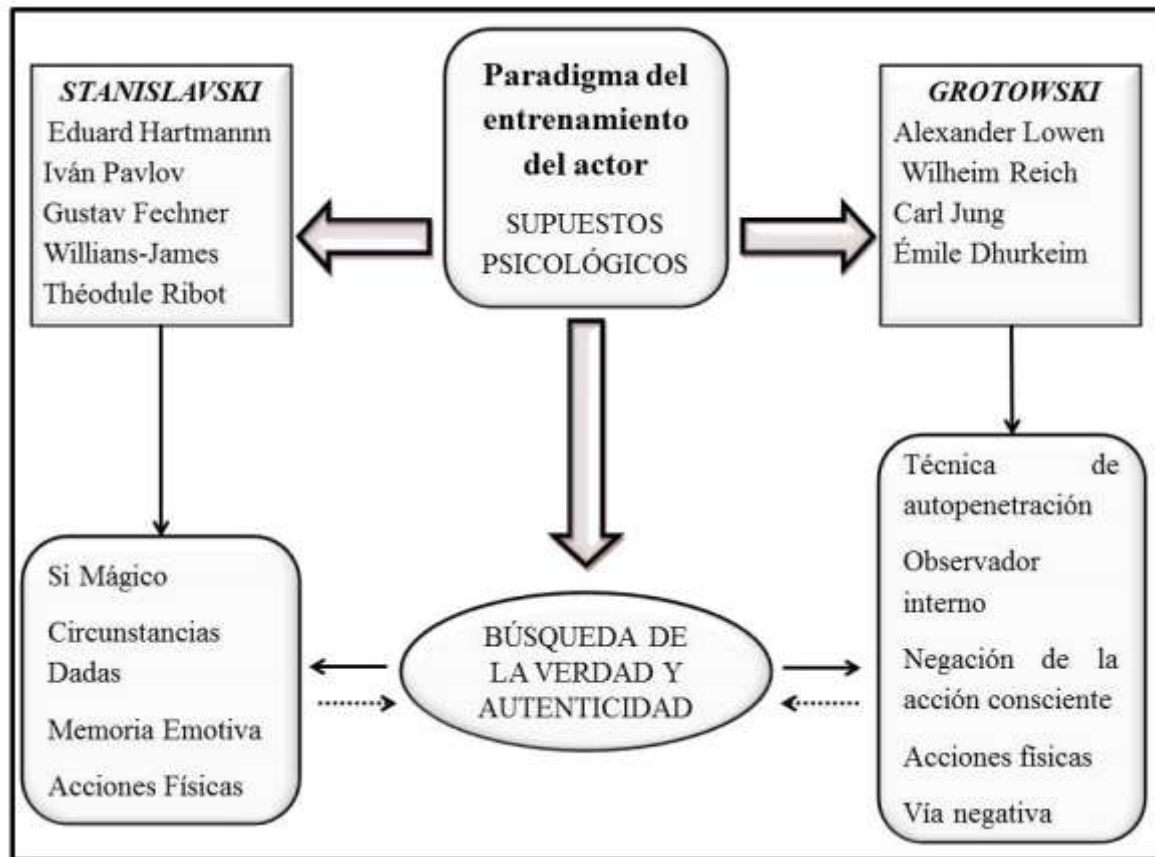 Paradigma del
entrenamiento
del actor
SUPUESTOS
PSICOLÓGICOS
STANISLAVSKI
Eduard Hartmannn
Iván Pavlov
Gustav Fechner
Willians-James
Théodule Ribot
GROTOWSKI
Alexander Lowen
Wilheim Reich
Carl Jung
Émile Dhurkeim
Si Mágico
Circunstancias
Dadas
Memoria Emotiva
Acciones Físicas
BÚSQUEDA DE
LA VERDAD Y
AUTENTICIDAD
Técnica de
autopenetración
Observador
interno
Negación de la
acción consciente
Acciones físicas
Vía negativa